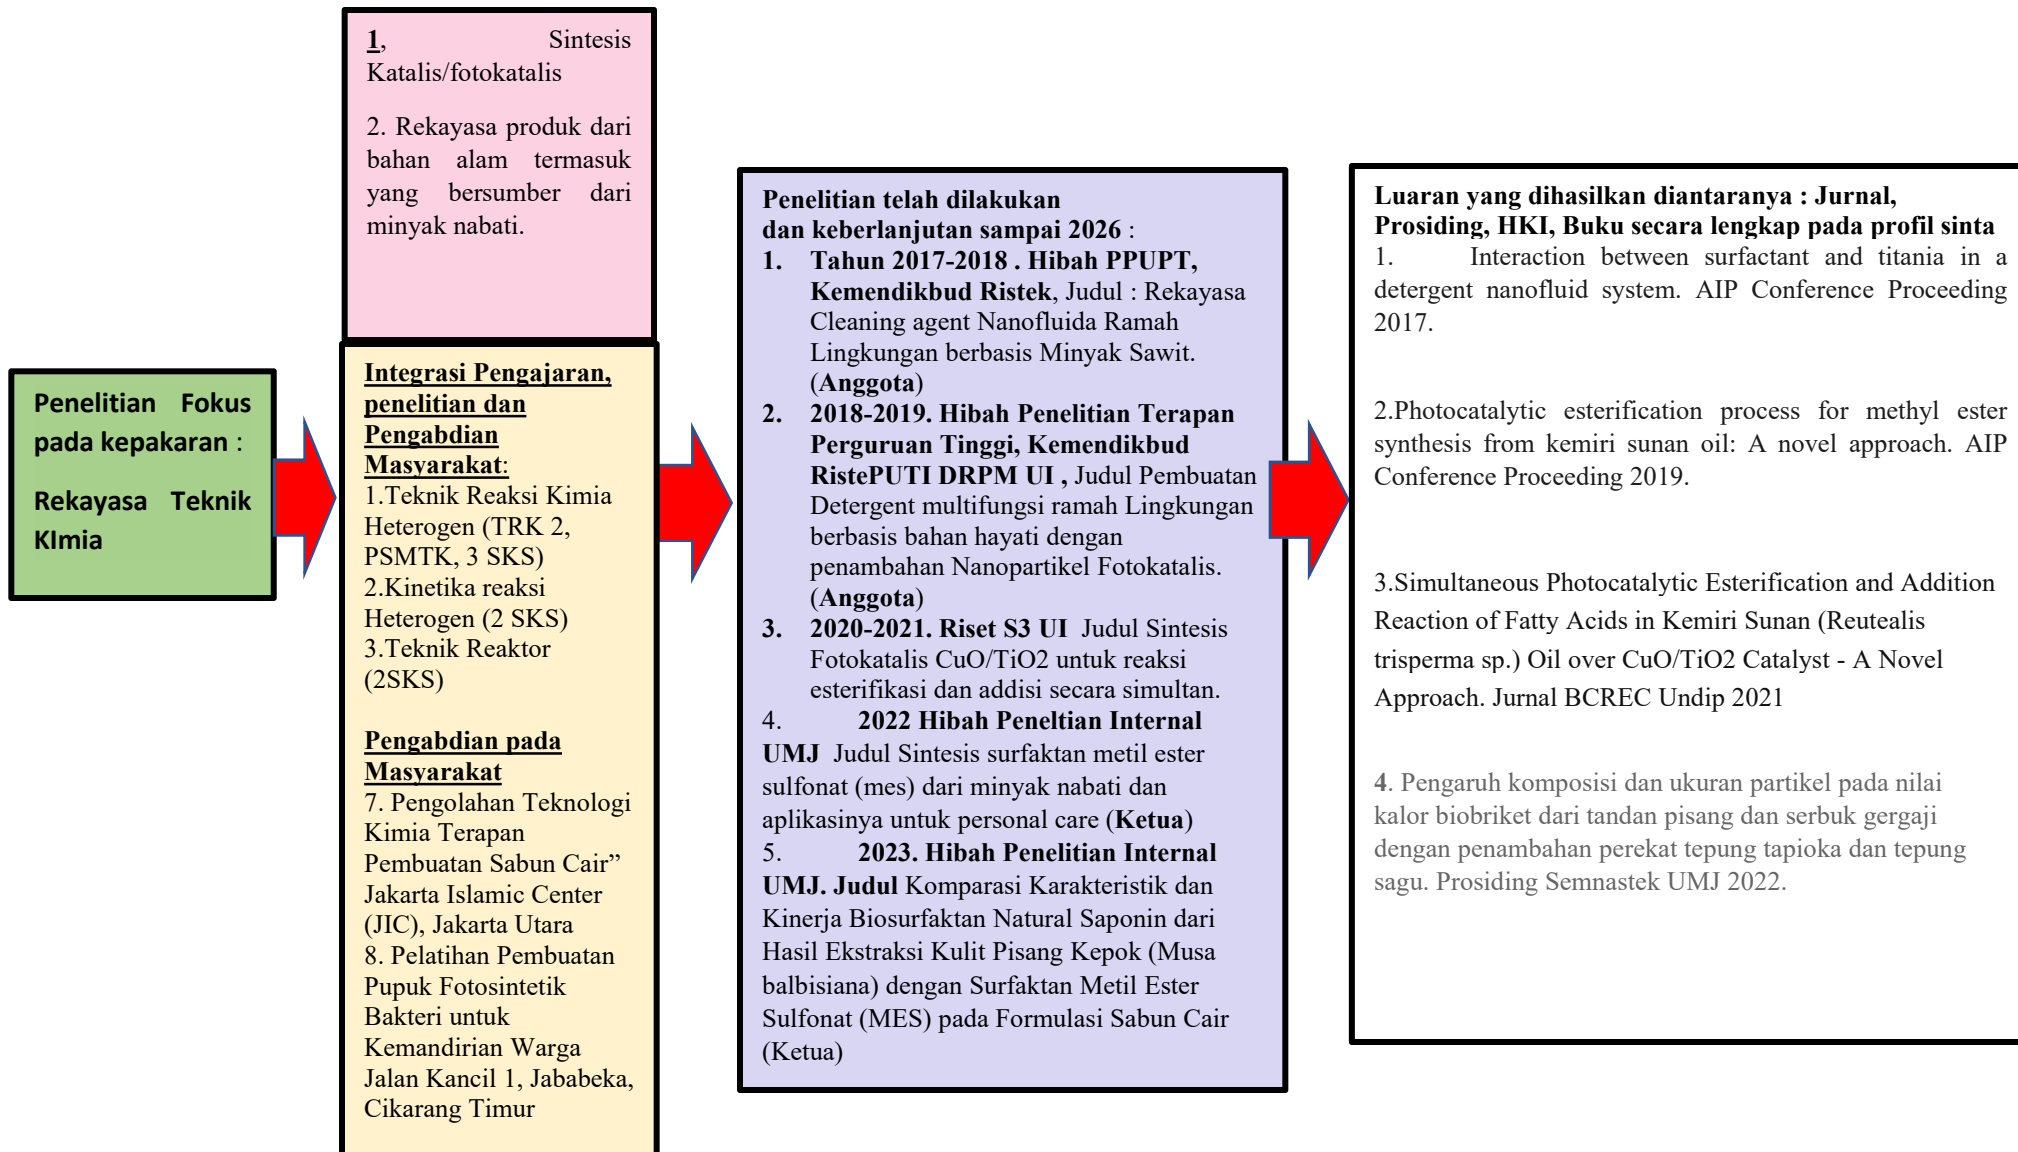 Penelitian Fokus
pada kepakaran :
Rekayasa Teknik
KImia
1, Sintesis
Katalis/fotokatalis
2. Rekayasa produk dari
bahan alam termasuk
yang bersumber dari
minyak nabati.
Integrasi Pengajaran,
penelitian dan
Pengabdian
Masyarakat:
1.Teknik Reaksi Kimia
Heterogen (TRK 2,
PSMTK, 3 SKS)
2.Kinetika reaksi
Heterogen (2 SKS)
3.Teknik Reaktor
(2SKS)
Pengabdian pada
Masyarakat
7. Pengolahan Teknologi
Kimia Terapan
Pembuatan Sabun Cair”
Jakarta Islamic Center
(JIC), Jakarta Utara
8. Pelatihan Pembuatan
Pupuk Fotosintetik
Bakteri untuk
Kemandirian Warga
Jalan Kancil 1, Jababeka,
Cikarang Timur
Penelitian telah dilakukan
dan keberlanjutan sampai 2026 :
1. Tahun 2017-2018 . Hibah PPUPT,
Kemendikbud Ristek, Judul : Rekayasa
Cleaning agent Nanofluida Ramah
Lingkungan berbasis Minyak Sawit.
(Anggota)
2. 2018-2019. Hibah Penelitian Terapan
Perguruan Tinggi, Kemendikbud
RistePUTI DRPM UI , Judul Pembuatan
Detergent multifungsi ramah Lingkungan
berbasis bahan hayati dengan
penambahan Nanopartikel Fotokatalis.
(Anggota)
3. 2020-2021. Riset S3 UI Judul Sintesis
Fotokatalis CuO/TiO2 untuk reaksi
esterifikasi dan addisi secara simultan.
4. 2022 Hibah Peneltian Internal
UMJ Judul Sintesis surfaktan metil ester
sulfonat (mes) dari minyak nabati dan
aplikasinya untuk personal care (Ketua)
5. 2023. Hibah Penelitian Internal
UMJ. Judul Komparasi Karakteristik dan
Kinerja Biosurfaktan Natural Saponin dari
Hasil Ekstraksi Kulit Pisang Kepok (Musa
balbisiana) dengan Surfaktan Metil Ester
Sulfonat (MES) pada Formulasi Sabun Cair
(Ketua)
Luaran yang dihasilkan diantaranya : Jurnal,
Prosiding, HKI, Buku secara lengkap pada profil sinta
1. Interaction between surfactant and titania in a
detergent nanofluid system. AIP Conference Proceeding
2017.
2.Photocatalytic esterification process for methyl ester
synthesis from kemiri sunan oil: A novel approach. AIP
Conference Proceeding 2019.
3.Simultaneous Photocatalytic Esterification and Addition
Reaction of Fatty Acids in Kemiri Sunan (Reutealis
trisperma sp.) Oil over CuO/TiO2 Catalyst - A Novel
Approach. Jurnal BCREC Undip 2021
4. Pengaruh komposisi dan ukuran partikel pada nilai
kalor biobriket dari tandan pisang dan serbuk gergaji
dengan penambahan perekat tepung tapioka dan tepung
sagu. Prosiding Semnastek UMJ 2022.